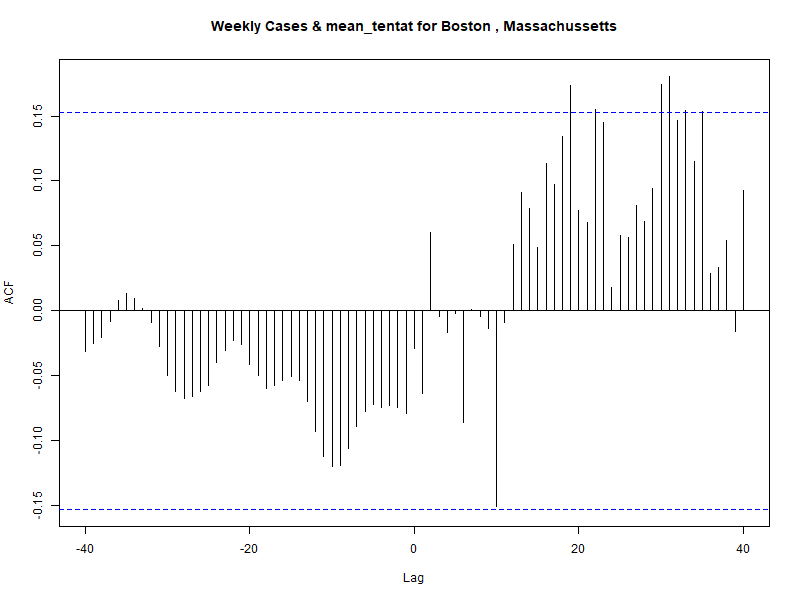 Weekly Cases & mean_tentat for Boston , Massachussetts
ACF
0.15
0.10
0.05
0.00
-0.05
-0.10
-0.15
-40 -20 0 20 40
Lag